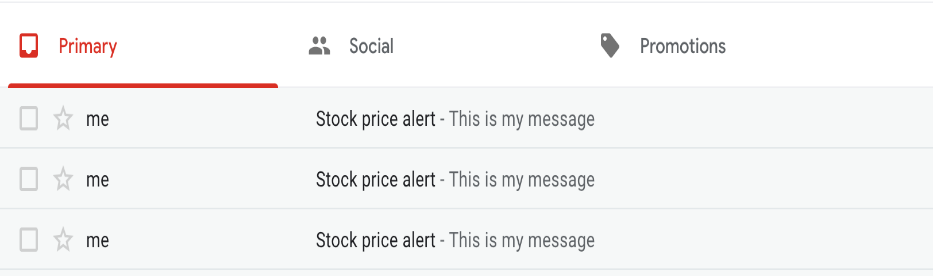 Primary Social Promotions
me Stock price alert - This is my message
me Stock price alert - This is my message
me Stock price alert - This is my message